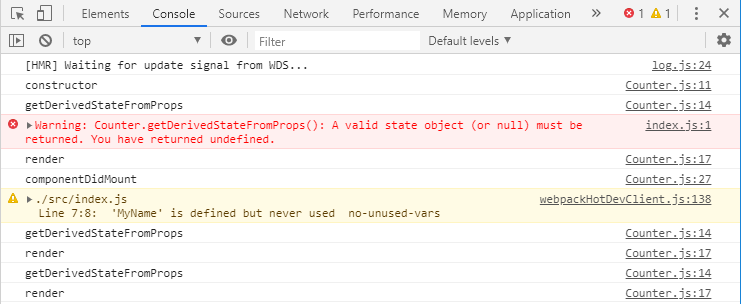 Elements Console Sources Network Performance Memory Application » 1 1
top Filter Default levels
[HMR] Waiting for update signal from WDS... log.js:24
constructor Counter.js:11
getDerivedStateFromProps Counter.js:14
Warning: Counter.getDerivedStateFromProps(): A valid state object (or null) must be index.js:1
returned. You have returned undefined.
render Counter.js:17
componentDidMount Counter.js:27
./src/index.js webpackHotDevClient.js:138
Line 7:8: 'MyName' is defined but never used no-unused-vars
getDerivedStateFromProps Counter.js:14
render Counter.js:17
getDerivedStateFromProps Counter.js:14
render Counter.js:17